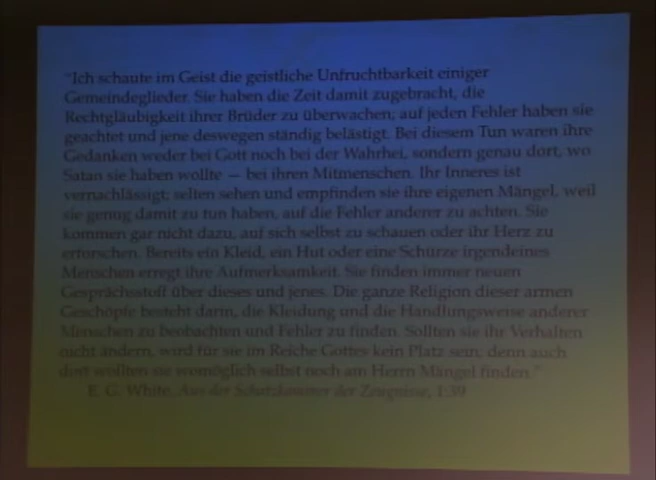 "Ich schaute im Geist die geistliche Unfruchtbarkeit einiger
Gemeindeglieder. Sie haben die Zeit damit zugebracht, die
Rechtgläubigkeit ihrer Brüder zu überwachen; auf jeden Fehler haben sie
geachtet und jene deswegen ständig belästigt. Bei diesem Tun waren ihre
Gedanken weder bei Gott noch bei der Wahrhei, sondern genau dort, wo
Satan sie haben wollte — bei ihren Mitmenschen. Ihr Inneres ist
vernachlässigt; selten sehen und empfinden sie ihre eigenen Mängel, weil
sie genug damit zu tun haben, auf die Fehler anderer zu achten. Sie
kommen gar nicht dazu, auf sich selbst zu schauen oder ihr Herz zu
erforschen. Bereits ein Kleid, ein Hut oder eine Schürze irgendeines
Menschen erregt ihre Aufmerksamkeit. Sie finden immer neuen
Gesprächsstoff über dieses und jenes. Die ganze Religion dieser armen
Geschöpfe besteht darin, die Kleidung und die Handlungsweise anderer
Menschen zu beobachten und Fehler zu finden. Sollten sie ihr Verhalten
nicht ändern, wird für sie im Reiche Gottes kein Platz sein; denn auch
dort wollten sie womöglich selbst noch am Herrn Mängel finden."
E. G. White, Aus der Schatzkammer der Zeugnisse, 1:39